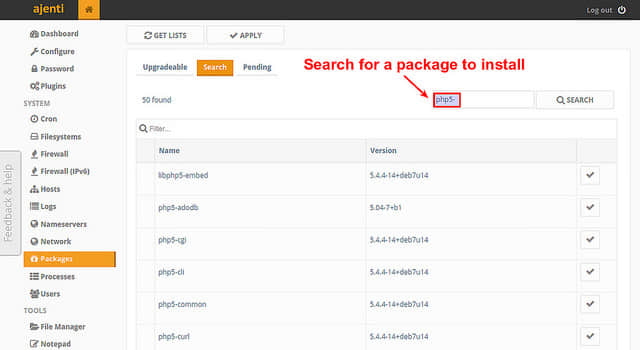 ajenti
Log out
Dashboard
Configure
Password
Plugins
SYSTEM
Cron
Filesystems
Firewall
Firewall (IPv6)
Hosts
Logs
Nameservers
Network
Packages
Processes
Users
TOOLS
File Manager
Notepad
Feedback & help
GET LISTS
APPLY
Upgradeable
Search
Pending
Search for a package to install
50 found
php5-
SEARCH
Filter...
Name Version
libphp5-embed 5.4.4-14+deb7u14
php5-adodb 5.04-7+b1
php5-cgi 5.4.4-14+deb7u14
php5-cli 5.4.4-14+deb7u14
php5-common 5.4.4-14+deb7u14
php5-curl 5.4.4-14+deb7u14